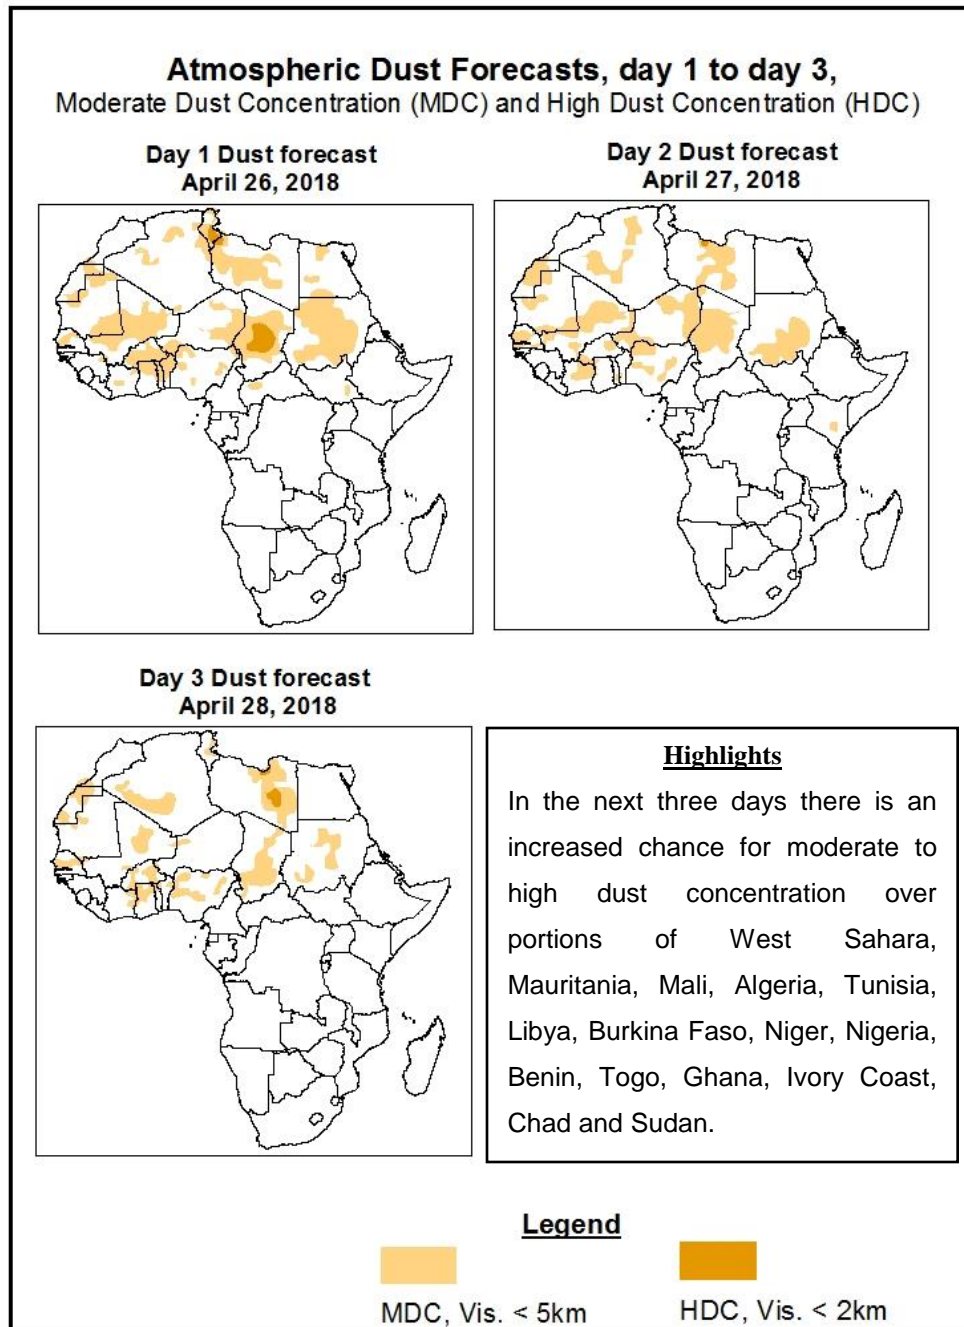 Atmospheric Dust Forecasts, day 1 to day 3,
Moderate Dust Concentration (MDC) and High Dust Concentration (HDC)
Day 1 Dust forecast
April 26, 2018
Day 2 Dust forecast
April 27, 2018
Day 3 Dust forecast
April 28, 2018
Highlights
In the next three days there is an
increased chance for moderate to
high dust concentration over
portions of West Sahara,
Mauritania, Mali, Algeria, Tunisia,
Libya, Burkina Faso, Niger, Nigeria,
Benin, Togo, Ghana, Ivory Coast,
Chad and Sudan.
Legend
MDC, Vis. < 5km
HDC, Vis. < 2km